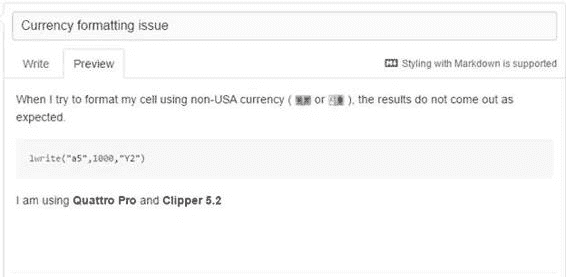 Currency formatting issue
Write Preview Styling with Markdown is supported
When I try to format my cell using non-USA currency ( or ), the results do not come out as
expected.
lwrite("a5",1000,"Y2")
I am using Quattro Pro and Clipper 5.2